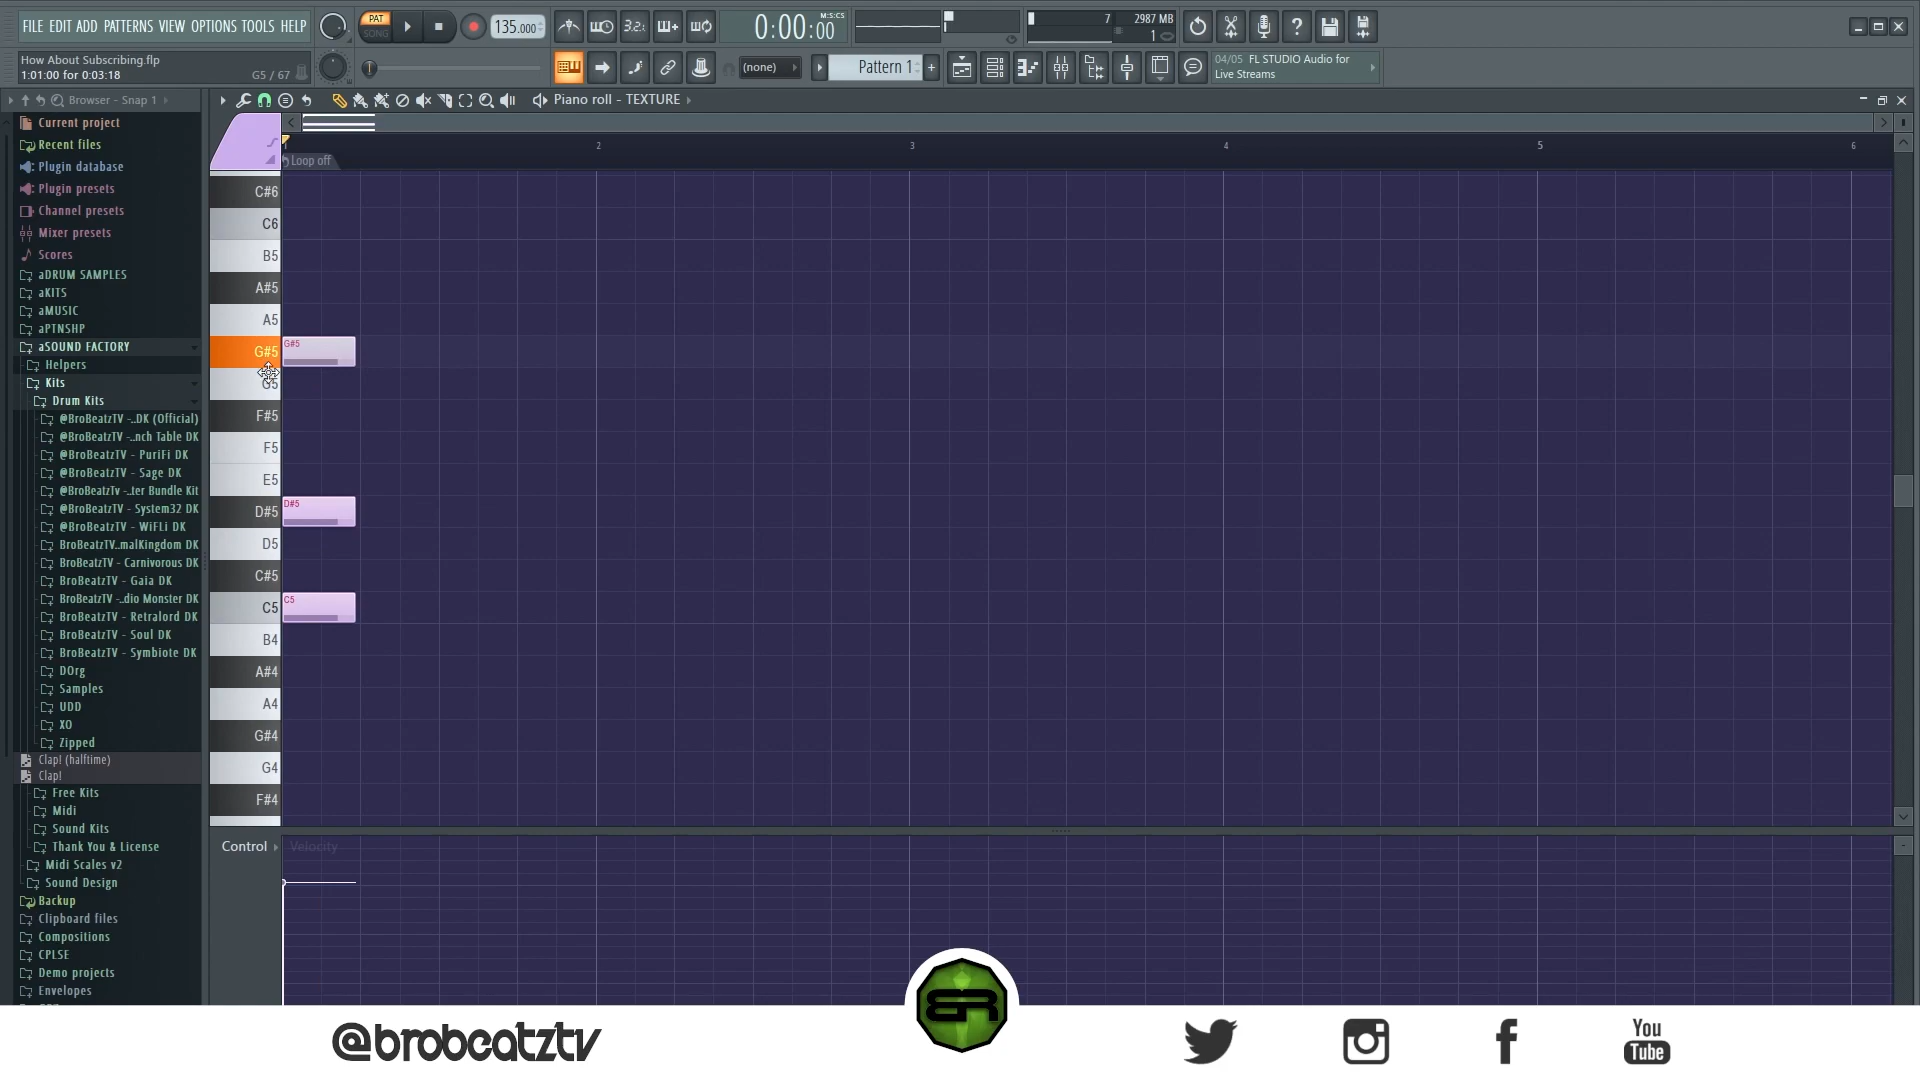 FILE EDIT ADD PATTERNS VIEW OPTIONS TOOLS HELP
PAT
SONG
135.000
3.2.
0:00:00
M:S:CS
7
2987 MB
1
How About Subscribing.flp
1:01:00 for 0:03:18
G5 / 67
(none)
Pattern 1
+
04/05 FL STUDIO Audio for
Live Streams
Browser - Snap 1
Piano roll - TEXTURE
Current project
Recent files
Plugin database
Plugin presets
Channel presets
Mixer presets
Scores
aDRUM SAMPLES
aKITS
aMUSIC
aPTNSHP
aSOUND FACTORY
Helpers
Kits
Drum Kits
@BroBeatzTV -..DK (Official)
@BroBeatzTV -..nch Table DK
@BroBeatzTV - PuriFi DK
@BroBeatzTV - Sage DK
@BroBeatzTv -..ter Bundle Kit
@BroBeatzTV - System32 DK
@BroBeatzTV - WiFLi DK
BroBeatzTV..malKingdom DK
BroBeatzTV - Carnivorous DK
BroBeatzTV - Gaia DK
BroBeatzTV -..dio Monster DK
BroBeatzTV - Retralord DK
BroBeatzTV - Soul DK
BroBeatzTV - Symbiote DK
DOrg
Samples
UDD
XO
Zipped
Clap! (halftime)
Clap!
Free Kits
Midi
Sound Kits
Thank You & License
Midi Scales v2
Sound Design
Backup
Clipboard files
Compositions
CPLSE
Demo projects
Envelopes
2
3
4
5
6
Loop off
C#6
C6
B5
A#5
A5
G#5
G#5
G5
F#5
F5
E5
D#5
D#5
D5
C#5
C5
C5
B4
A#4
A4
G#4
G4
F#4
Control
Velocity
@brobeatztv
BR
You
Tube